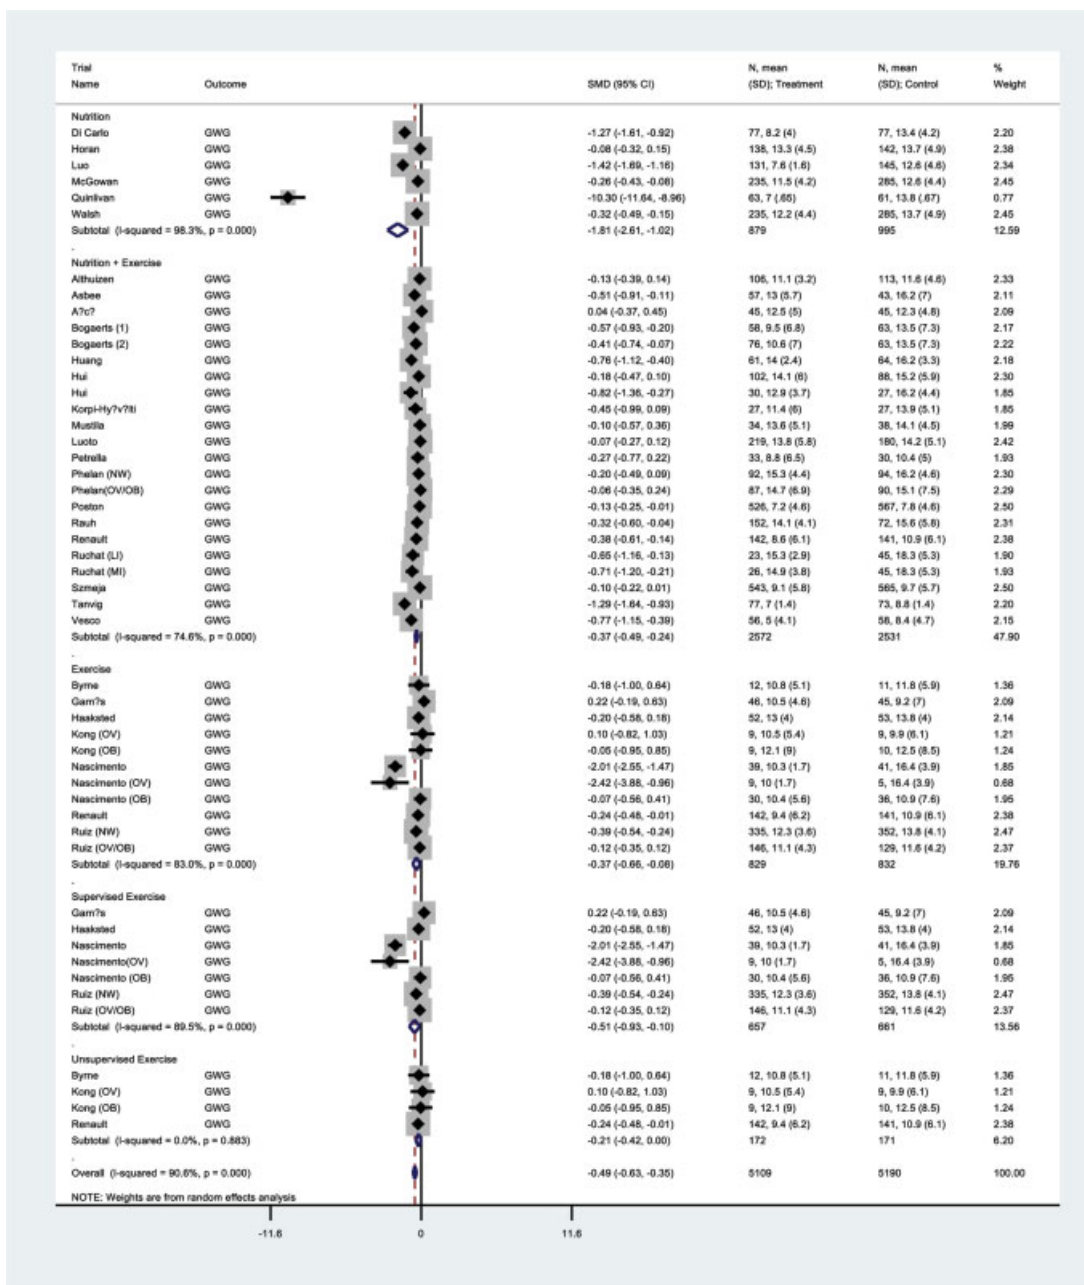 Trial N, mean N, mean %
Name Outcome SMD (95% CI) (SD); Treatment (SD); Control Weight
Nutrition
Di Carlo GWG -1.27 (-1.61, -0.92) 77, 8.2 (4) 77, 13.4 (4.2) 2.20
Horan GWG -0.08 (-0.32, 0.15) 138, 13.3 (4.5) 142, 13.7 (4.9) 2.38
Luo GWG -1.42 (-1.69, -1.16) 131, 7.6 (1.6) 145, 12.6 (4.6) 2.34
McGowan GWG -0.26 (-0.43, -0.08) 235, 11.5 (4.2) 285, 12.6 (4.4) 2.45
Quinlivan GWG -10.30 (-11.64, -8.96) 63, 7 (.65) 61, 13.8 (.67) 0.77
Walsh GWG -0.32 (-0.49, -0.15) 235, 12.2 (4.4) 285, 13.7 (4.9) 2.45
Subtotal (I-squared = 98.3%, p = 0.000) -1.81 (-2.61, -1.02) 879 995 12.59
.
Nutrition + Exercise
Althuizen GWG -0.13 (-0.39, 0.14) 106, 11.1 (3.2) 113, 11.6 (4.6) 2.33
Asbee GWG -0.51 (-0.91, -0.11) 57, 13 (5.7) 43, 16.2 (7) 2.11
A?c? GWG 0.04 (-0.37, 0.45) 45, 12.5 (5) 45, 12.3 (4.8) 2.09
Bogaerts (1) GWG -0.57 (-0.93, -0.20) 58, 9.5 (6.8) 63, 13.5 (7.3) 2.17
Bogaerts (2) GWG -0.41 (-0.74, -0.07) 76, 10.6 (7) 63, 13.5 (7.3) 2.22
Huang GWG -0.76 (-1.12, -0.40) 61, 14 (2.4) 64, 16.2 (3.3) 2.18
Hui GWG -0.18 (-0.47, 0.10) 102, 14.1 (6) 88, 15.2 (5.9) 2.30
Hui GWG -0.82 (-1.36, -0.27) 30, 12.9 (3.7) 27, 16.2 (4.4) 1.85
Korpi-Hy?v?lti GWG -0.45 (-0.99, 0.09) 27, 11.4 (6) 27, 13.9 (5.1) 1.85
Mustila GWG -0.10 (-0.57, 0.36) 34, 13.6 (5.1) 38, 14.1 (4.5) 1.99
Luoto GWG -0.07 (-0.27, 0.12) 219, 13.8 (5.8) 180, 14.2 (5.1) 2.42
Petrella GWG -0.27 (-0.77, 0.22) 33, 8.8 (6.5) 30, 10.4 (5) 1.93
Phelan (NW) GWG -0.20 (-0.49, 0.09) 92, 15.3 (4.4) 94, 16.2 (4.6) 2.30
Phelan(OV/OB) GWG -0.06 (-0.35, 0.24) 87, 14.7 (6.9) 90, 15.1 (7.5) 2.29
Poston GWG -0.13 (-0.25, -0.01) 526, 7.2 (4.6) 567, 7.8 (4.6) 2.50
Rauh GWG -0.32 (-0.60, -0.04) 152, 14.1 (4.1) 72, 15.6 (5.8) 2.31
Renault GWG -0.38 (-0.61, -0.14) 142, 8.6 (6.1) 141, 10.9 (6.1) 2.38
Ruchat (LI) GWG -0.65 (-1.16, -0.13) 23, 15.3 (2.9) 45, 18.3 (5.3) 1.90
Ruchat (MI) GWG -0.71 (-1.20, -0.21) 26, 14.9 (3.8) 45, 18.3 (5.3) 1.93
Szmeja GWG -0.10 (-0.22, 0.01) 543, 9.1 (5.8) 565, 9.7 (5.7) 2.50
Tanvig GWG -1.29 (-1.64, -0.93) 77, 7 (1.4) 73, 8.8 (1.4) 2.20
Vesco GWG -0.77 (-1.15, -0.39) 56, 5 (4.1) 58, 8.4 (4.7) 2.15
Subtotal (I-squared = 74.6%, p = 0.000) -0.37 (-0.49, -0.24) 2572 2531 47.90
.
Exercise
Byrne GWG -0.18 (-1.00, 0.64) 12, 10.8 (5.1) 11, 11.8 (5.9) 1.36
Garn?s GWG 0.22 (-0.19, 0.63) 46, 10.5 (4.6) 45, 9.2 (7) 2.09
Haaksted GWG -0.20 (-0.58, 0.18) 52, 13 (4) 53, 13.8 (4) 2.14
Kong (OV) GWG 0.10 (-0.82, 1.03) 9, 10.5 (5.4) 9, 9.9 (6.1) 1.21
Kong (OB) GWG -0.05 (-0.95, 0.85) 9, 12.1 (9) 10, 12.5 (8.5) 1.24
Nascimento GWG -2.01 (-2.55, -1.47) 39, 10.3 (1.7) 41, 16.4 (3.9) 1.85
Nascimento (OV) GWG -2.42 (-3.88, -0.96) 9, 10 (1.7) 5, 16.4 (3.9) 0.68
Nascimento (OB) GWG -0.07 (-0.56, 0.41) 30, 10.4 (5.6) 36, 10.9 (7.6) 1.95
Renault GWG -0.24 (-0.48, -0.01) 142, 9.4 (6.2) 141, 10.9 (6.1) 2.38
Ruiz (NW) GWG -0.39 (-0.54, -0.24) 335, 12.3 (3.6) 352, 13.8 (4.1) 2.47
Ruiz (OV/OB) GWG -0.12 (-0.35, 0.12) 146, 11.1 (4.3) 129, 11.6 (4.2) 2.37
Subtotal (I-squared = 83.0%, p = 0.000) -0.37 (-0.66, -0.08) 829 832 19.76
.
Supervised Exercise
Garn?s GWG 0.22 (-0.19, 0.63) 46, 10.5 (4.6) 45, 9.2 (7) 2.09
Haaksted GWG -0.20 (-0.58, 0.18) 52, 13 (4) 53, 13.8 (4) 2.14
Nascimento GWG -2.01 (-2.55, -1.47) 39, 10.3 (1.7) 41, 16.4 (3.9) 1.85
Nascimento(OV) GWG -2.42 (-3.88, -0.96) 9, 10 (1.7) 5, 16.4 (3.9) 0.68
Nascimento (OB) GWG -0.07 (-0.56, 0.41) 30, 10.4 (5.6) 36, 10.9 (7.6) 1.95
Ruiz (NW) GWG -0.39 (-0.54, -0.24) 335, 12.3 (3.6) 352, 13.8 (4.1) 2.47
Ruiz (OV/OB) GWG -0.12 (-0.35, 0.12) 146, 11.1 (4.3) 129, 11.6 (4.2) 2.37
Subtotal (I-squared = 89.5%, p = 0.000) -0.51 (-0.93, -0.10) 657 661 13.56
.
Unsupervised Exercise
Byrne GWG -0.18 (-1.00, 0.64) 12, 10.8 (5.1) 11, 11.8 (5.9) 1.36
Kong (OV) GWG 0.10 (-0.82, 1.03) 9, 10.5 (5.4) 9, 9.9 (6.1) 1.21
Kong (OB) GWG -0.05 (-0.95, 0.85) 9, 12.1 (9) 10, 12.5 (8.5) 1.24
Renault GWG -0.24 (-0.48, -0.01) 142, 9.4 (6.2) 141, 10.9 (6.1) 2.38
Subtotal (I-squared = 0.0%, p = 0.883) -0.21 (-0.42, 0.00) 172 171 6.20
.
Overall (I-squared = 90.6%, p = 0.000) -0.49 (-0.63, -0.35) 5109 5190 100.00
NOTE: Weights are from random effects analysis
-11.6 0 11.6